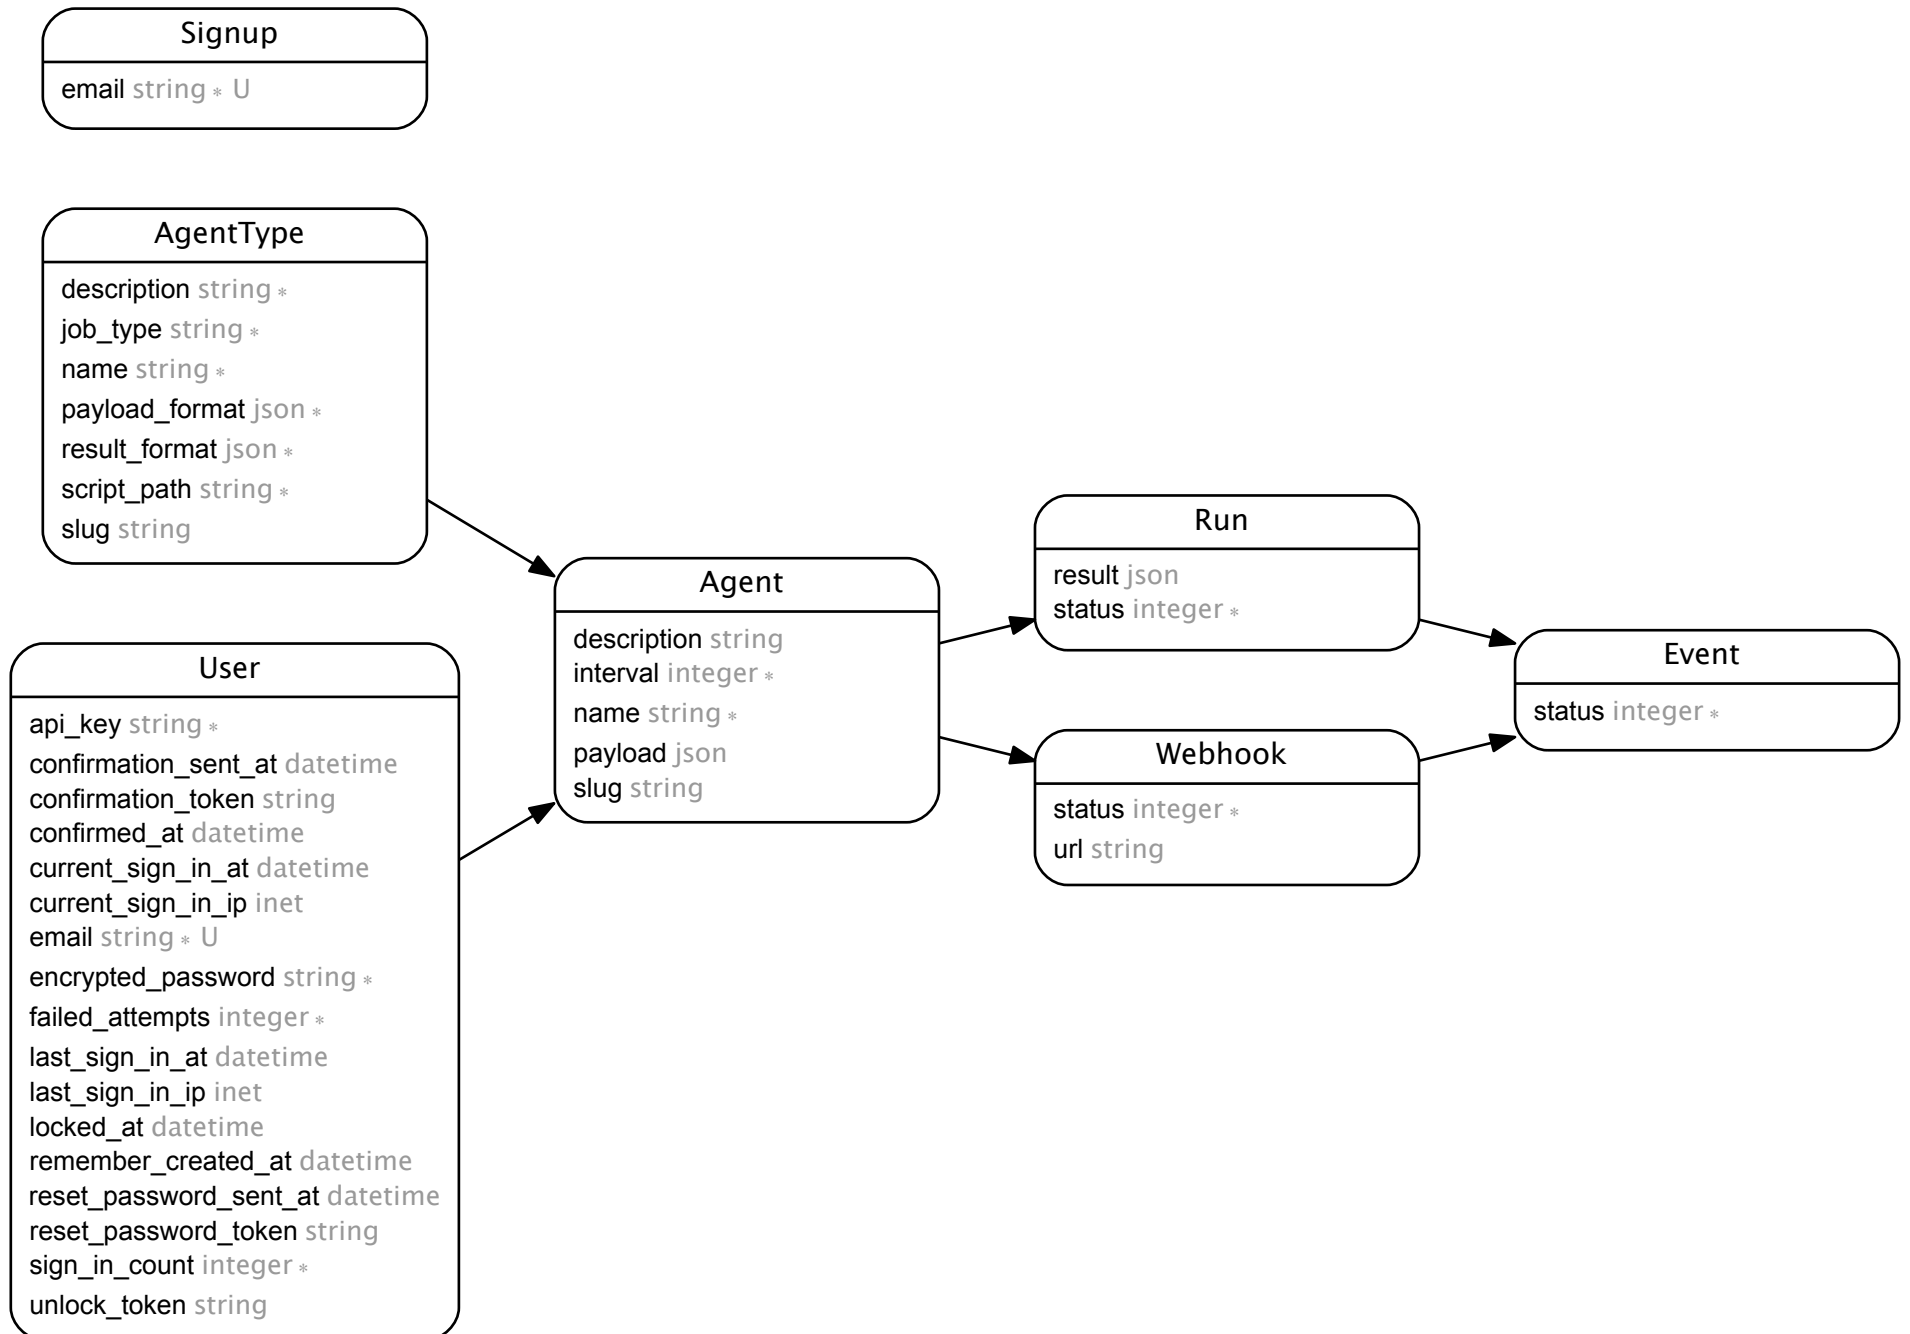 Signup
email string * U
AgentType
description string *
job_type string *
name string *
payload_format json *
result_format json *
script_path string *
slug string
User
api_key string *
confirmation_sent_at datetime
confirmation_token string
confirmed_at datetime
current_sign_in_at datetime
current_sign_in_ip inet
email string * U
encrypted_password string *
failed_attempts integer *
last_sign_in_at datetime
last_sign_in_ip inet
locked_at datetime
remember_created_at datetime
reset_password_sent_at datetime
reset_password_token string
sign_in_count integer *
unlock_token string
Agent
description string
interval integer *
name string *
payload json
slug string
Run
result json
status integer *
Webhook
status integer *
url string
Event
status integer *